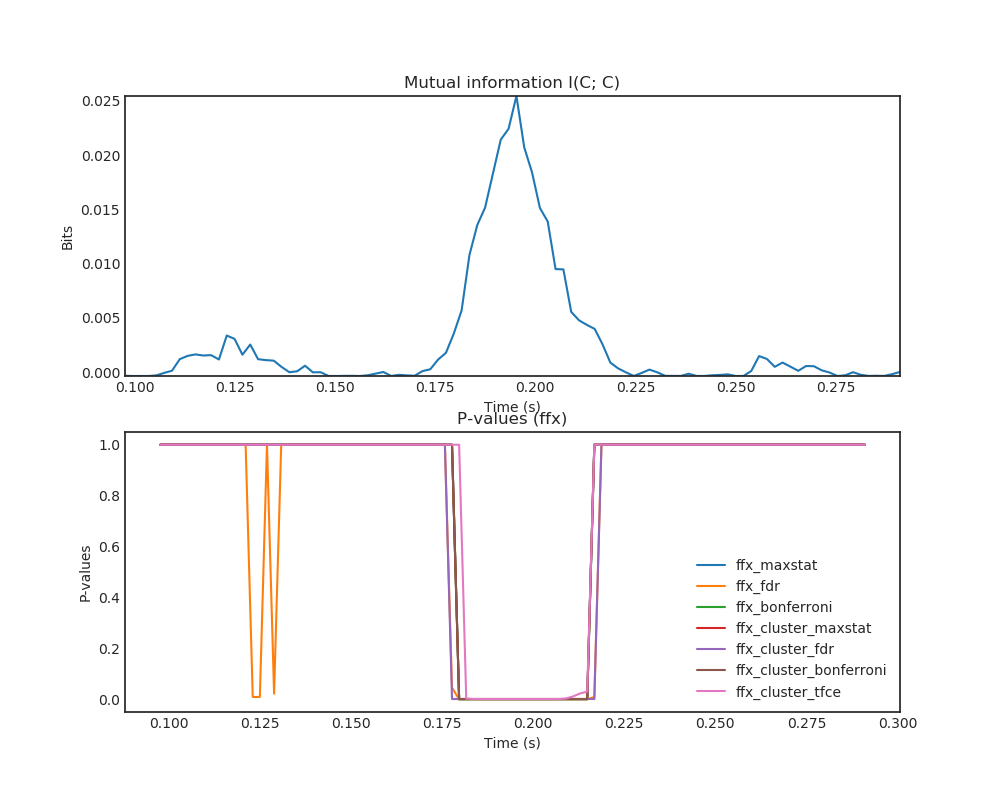 Mutual information I(C; C)
0.025
0.020
0.015
0.010
0.005
0.000
Bits
0.100 0.125 0.150 0.175 0.200 0.225 0.250 0.275
Time (s)
P-values (ffx)
1.0
0.8
0.6
0.4
0.2
0.0
P-values
ffx_maxstat
ffx_fdr
ffx_bonferroni
ffx_cluster_maxstat
ffx_cluster_fdr
ffx_cluster_bonferroni
ffx_cluster_tfce
0.100 0.125 0.150 0.175 0.200 0.225 0.250 0.275 0.300
Time (s)